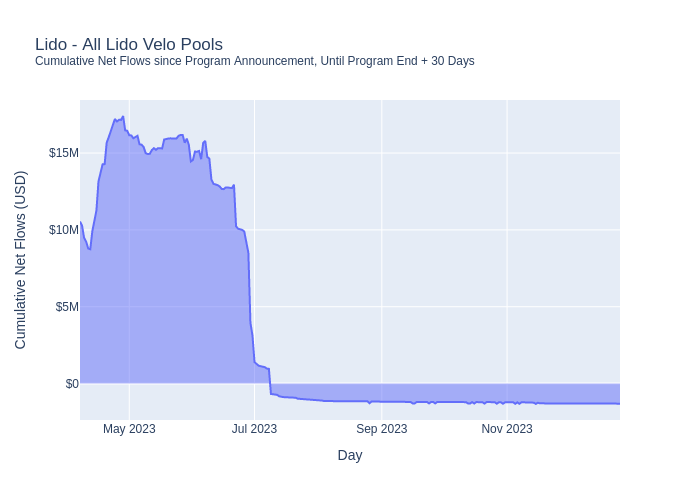 Lido - All Lido Velo Pools
Cumulative Net Flows since Program Announcement, Until Program End + 30 Days
Cumulative Net Flows (USD)
$15M
$10M
$5M
$0
May 2023
Jul 2023
Sep 2023
Nov 2023
Day